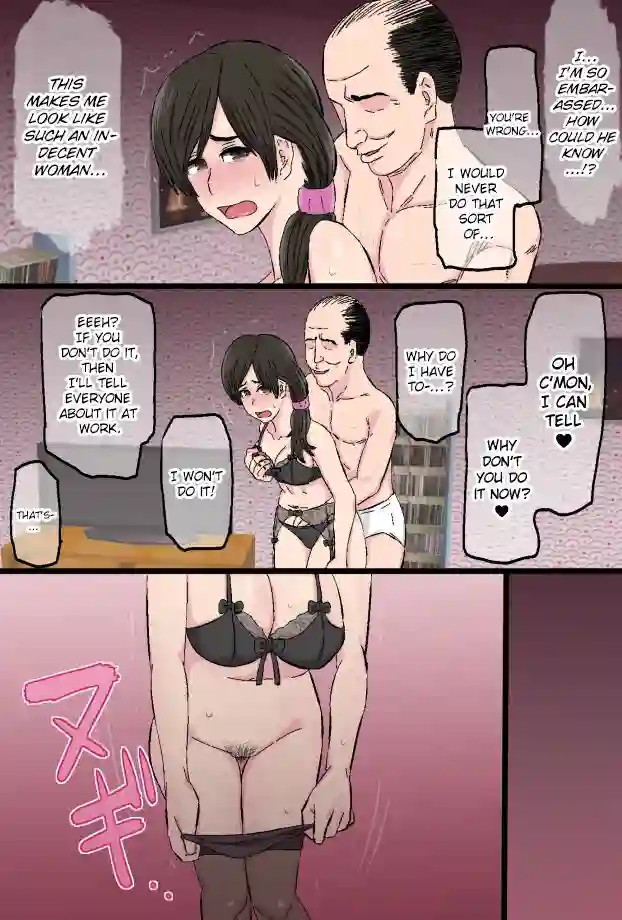 I...
I'M SO
EMBAR-
ASSED...
HOW
COULD HE
KNOW
...!?
YOU'RE
WRONG...
I WOULD
NEVER
DO THAT
SORT
OF...
THIS
MAKES ME
LOOK LIKE
SUCH AN IN-
DECENT
WOMAN...
OH
C'MON,
I CAN
TELL
♥
WHY
DON'T
YOU DO
IT NOW?
♥
WHY DO
I HAVE
TO-...?
I WON'T
DO IT!
EEEH?
IF YOU
DON'T DO IT,
THEN
I'LL TELL
EVERYONE
ABOUT IT AT
WORK.
THAT'S-
...
ヌギ...